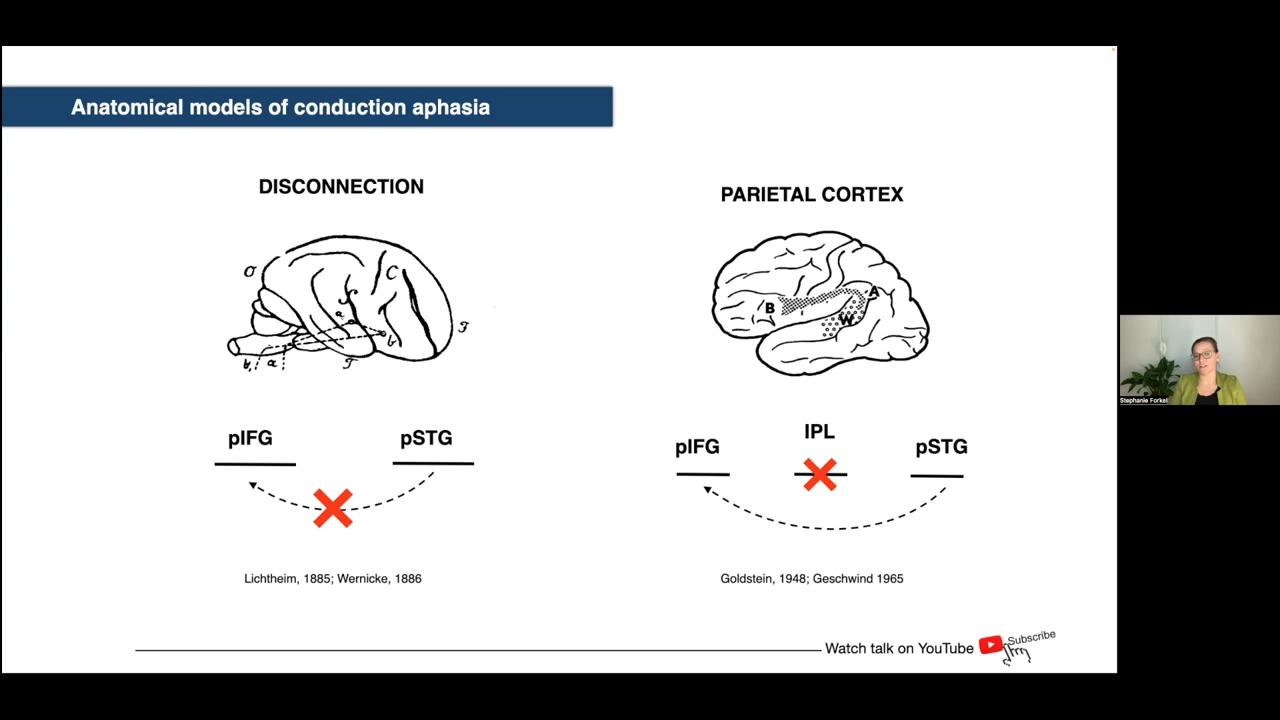 Anatomical models of conduction aphasia
DISCONNECTION
C
T
b
PARIETAL CORTEX
A
B
W
pIFG
pSTG
pIFG
IPL
pSTG
Lichtheim, 1885; Wernicke, 1886
Goldstein, 1948; Geschwind 1965
Watch talk on YouTube
Subscribe
Stephanie Forkel